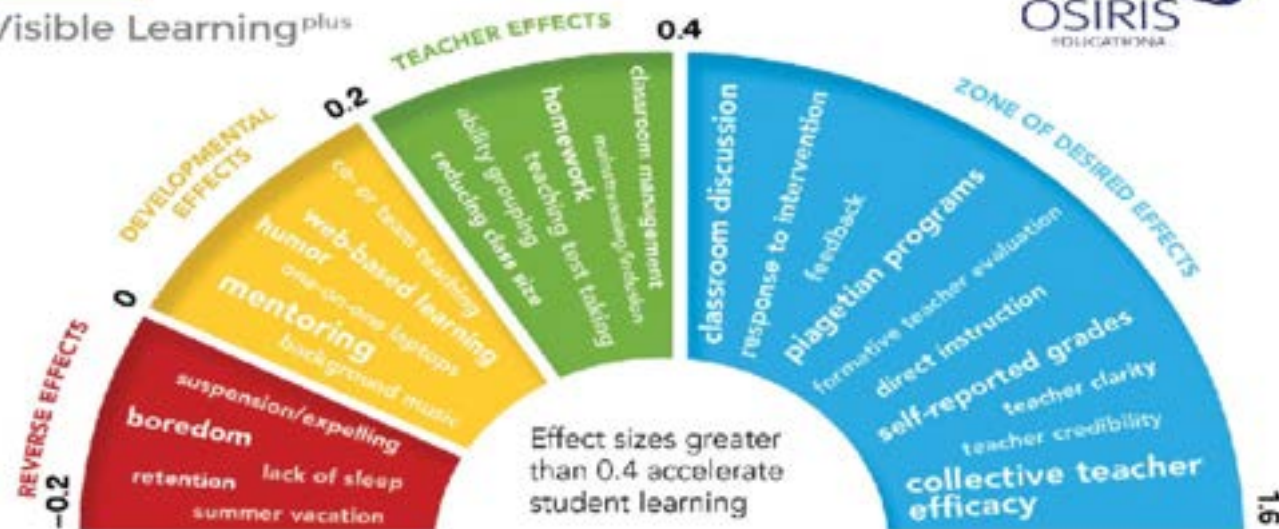 Visible Learningplus
OSIRIS
EDUCATIONAL
REVERSE EFFECTS
-0.2
suspension/expelling
boredom
retention
lack of sleep
summer vacation
0
DEVELOPMENTAL
EFFECTS
co- or team teaching
web-based learning
humor
one-on-one laptops
mentoring
background music
0.2
TEACHER EFFECTS
classroom management
mainstreaming/inclusion
homework
teaching test taking
ability grouping
reducing class size
0.4
ZONE OF DESIRED EFFECTS
classroom discussion
response to intervention
feedback
piagetian programs
formative teacher evaluation
direct instruction
self-reported grades
teacher clarity
teacher credibility
collective teacher
efficacy
1.6
Effect sizes greater
than 0.4 accelerate
student learning